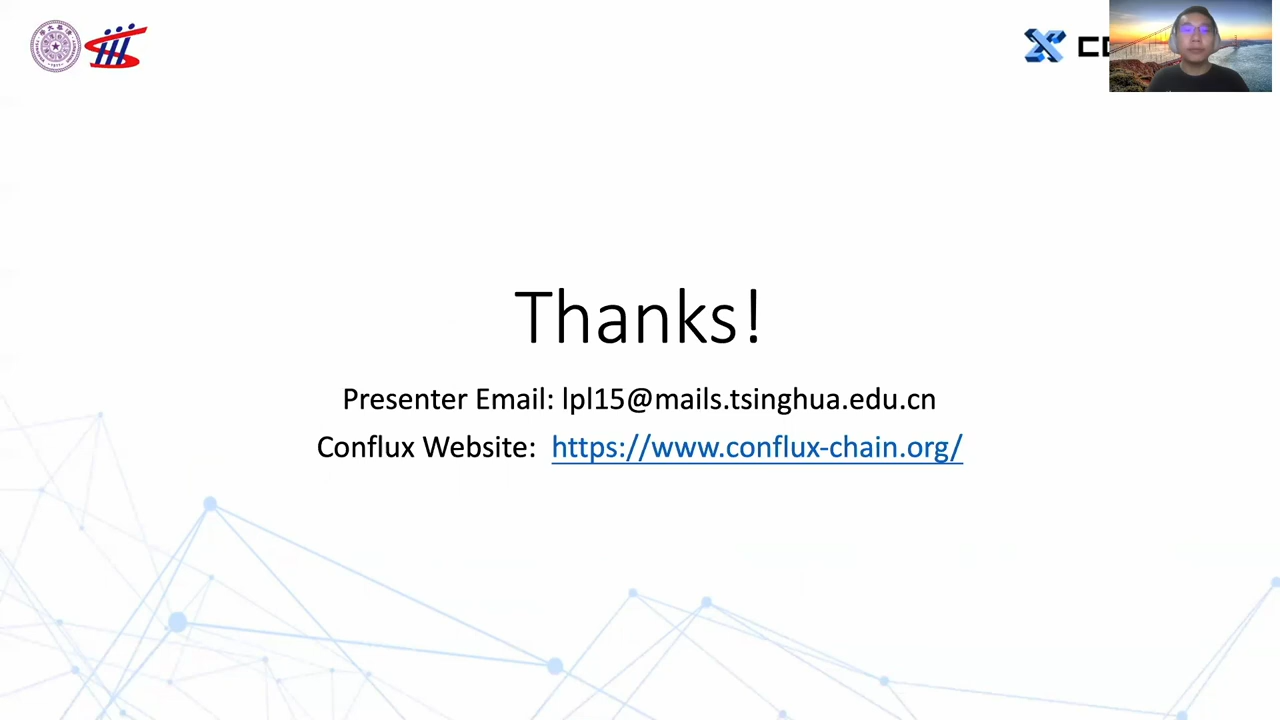 Thanks!
Presenter Email: lpl15@mails.tsinghua.edu.cn
Conflux Website: https://www.conflux-chain.org/